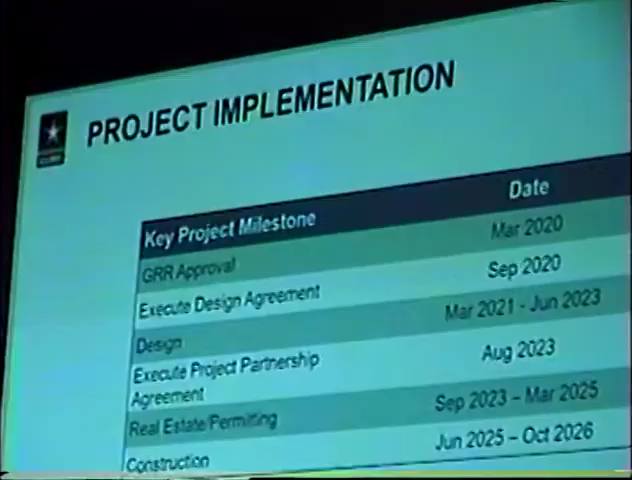 PROJECT IMPLEMENTATION
Key Project Milestone Date
GRR Approval Mar 2020
Execute Design Agreement Sep 2020
Design Mar 2021 - Jun 2023
Execute Project Partnership
Agreement Aug 2023
Real Estate/Permitting Sep 2023 – Mar 2025
Construction Jun 2025 – Oct 2026